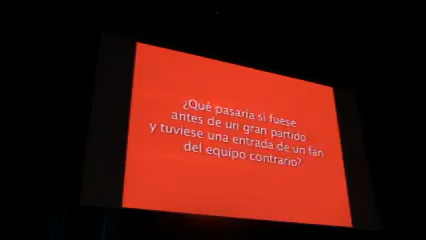 ¿Qué pasaría si fuese
antes de un gran partido
y tuviese una entrada de un fan
del equipo contrario?